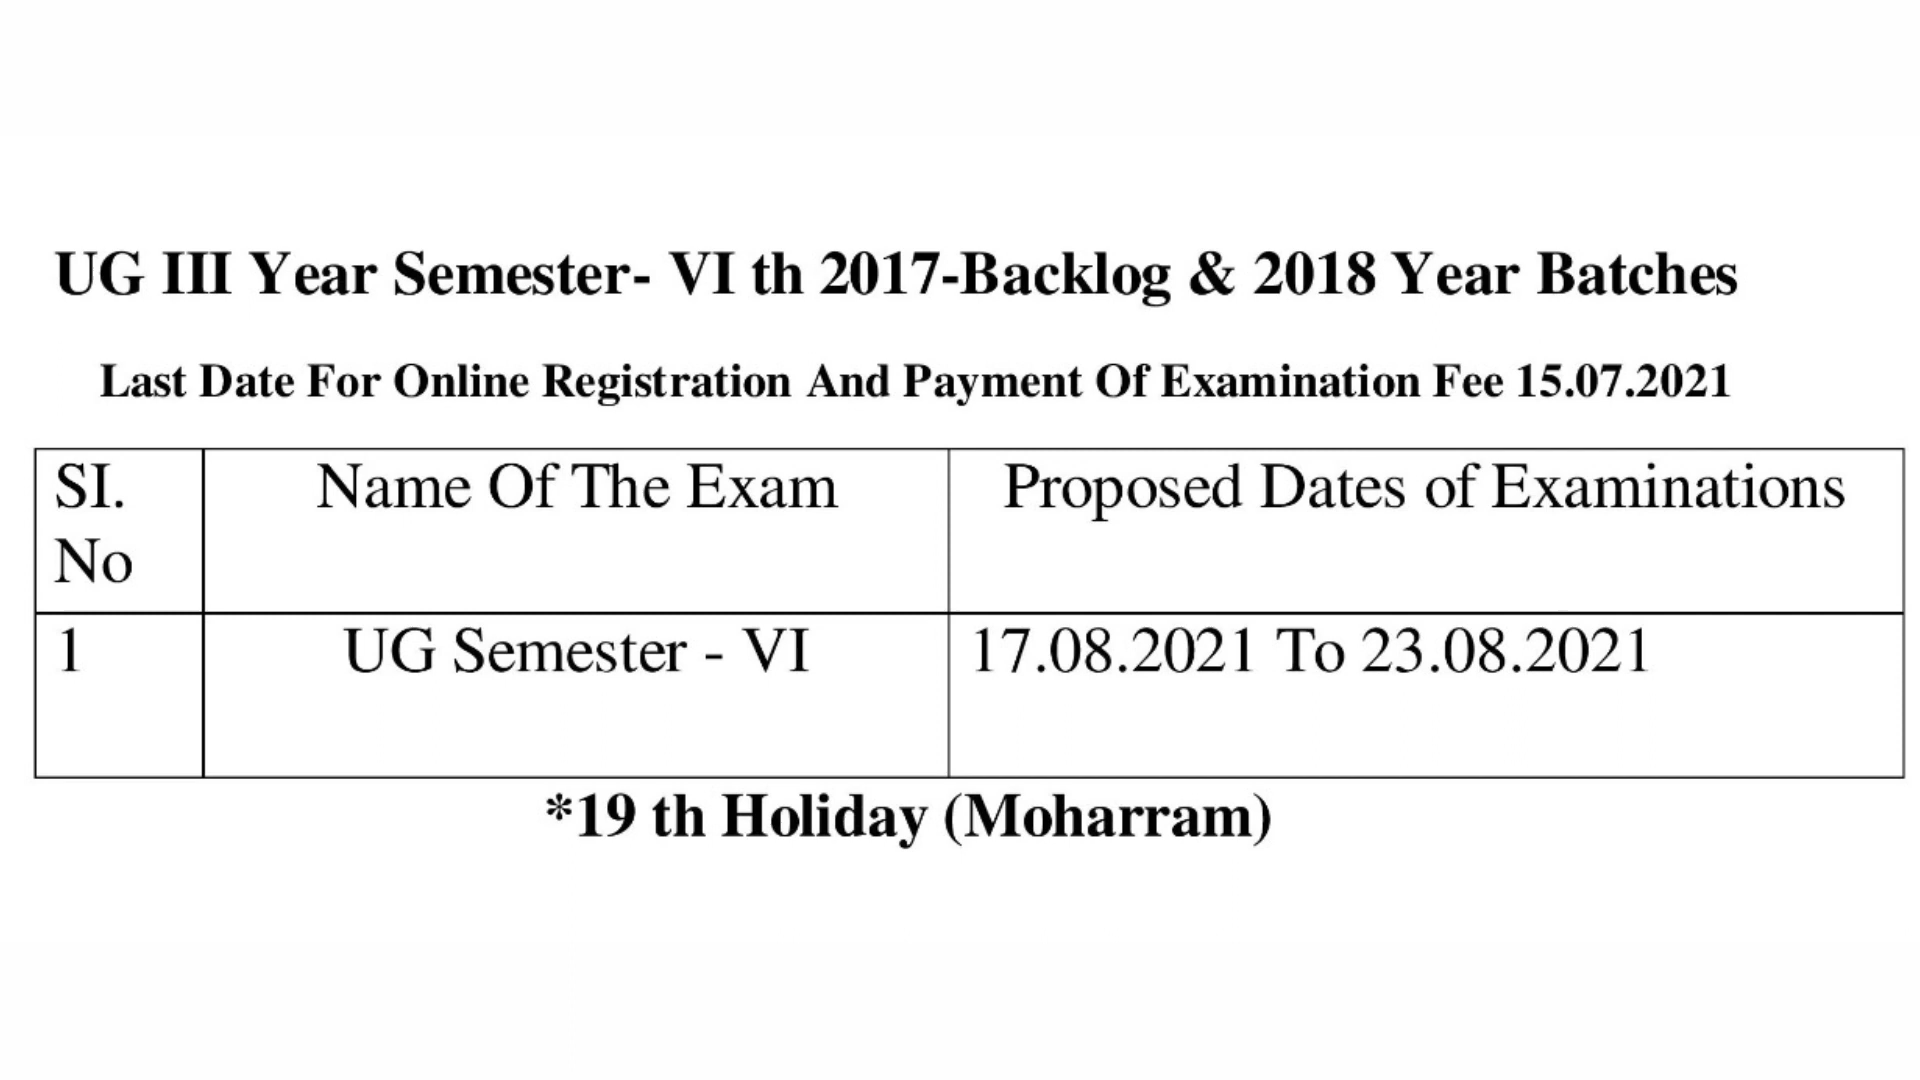 UG III Year Semester- VI th 2017-Backlog & 2018 Year Batches
Last Date For Online Registration And Payment Of Examination Fee 15.07.2021
SI. No
Name Of The Exam
Proposed Dates of Examinations
1
UG Semester - VI
17.08.2021 To 23.08.2021
*19 th Holiday (Moharram)